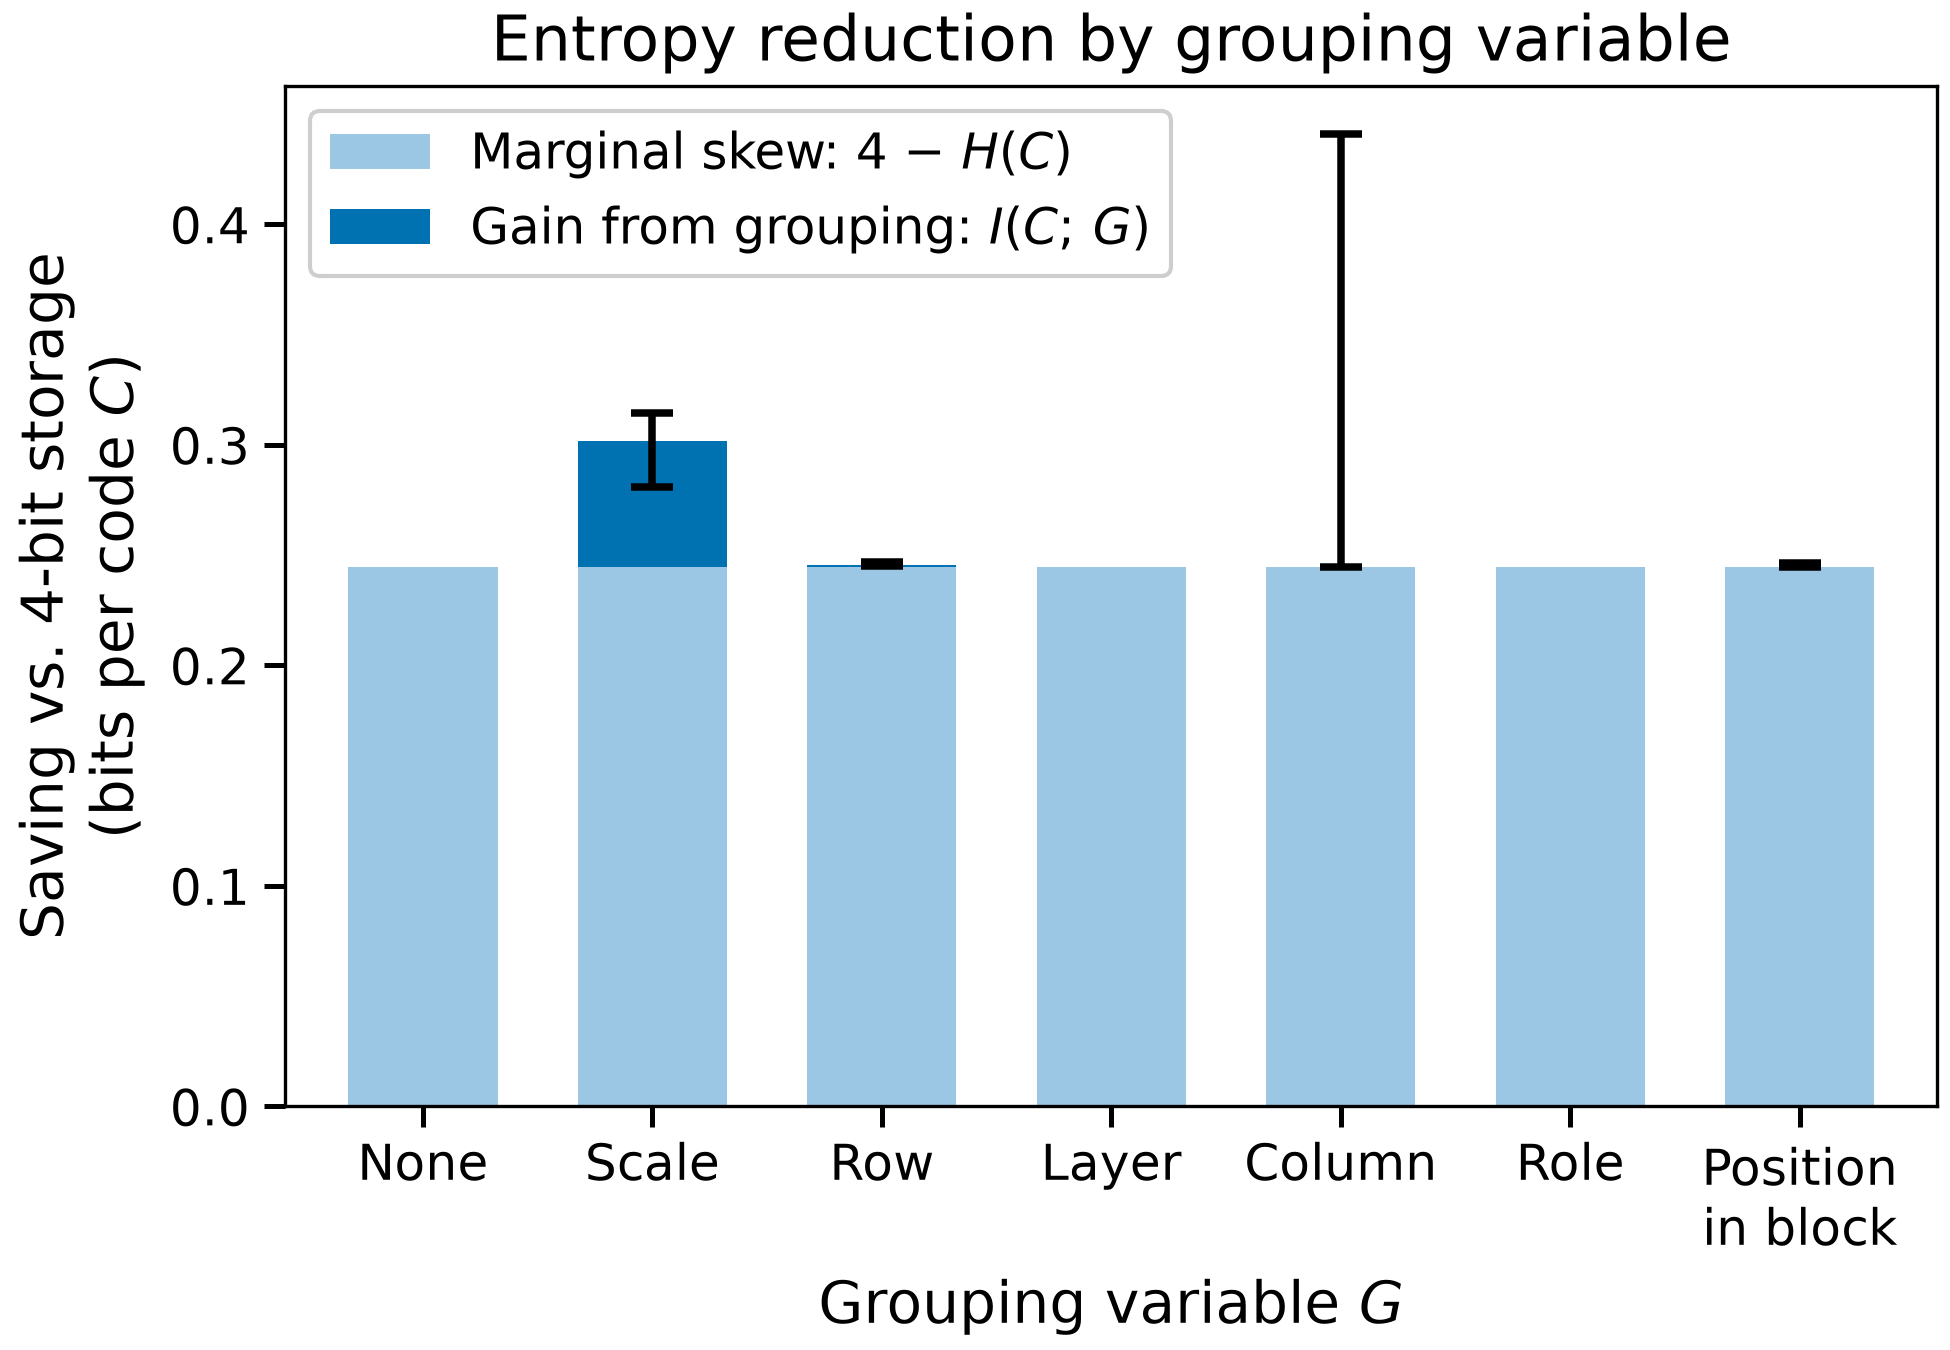 Entropy reduction by grouping variable
Marginal skew: 4 − H(C)
Gain from grouping: I(C; G)
Saving vs. 4-bit storage
(bits per code C)
0.4
0.3
0.2
0.1
0.0
None
Scale
Row
Layer
Column
Role
Position
in block
Grouping variable G